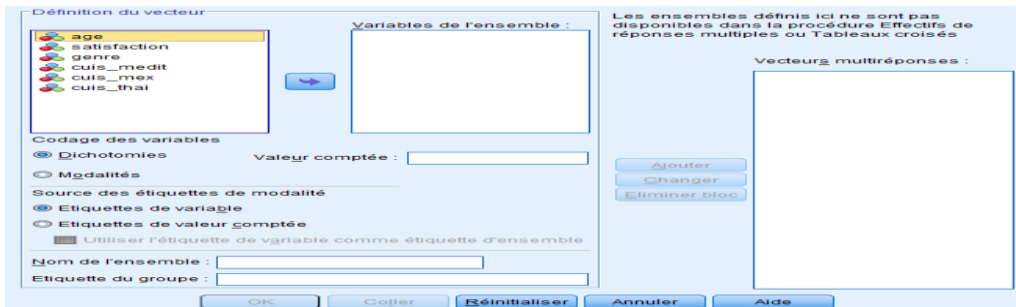 Définition du vecteur
Variables de l'ensemble :
age
satisfaction
genre
cuis_medit
cuis_mex
cuis_thai
Codage des variables
Dichotomies
Valeur comptée :
Modalités
Source des étiquettes de modalité
Etiquettes de variable
Etiquettes de valeur comptée
Utiliser l'étiquette de variable comme étiquette d'ensemble
Nom de l'ensemble :
Etiquette du groupe :
Les ensembles définis ici ne sont pas
disponibles dans la procédure Effectifs de
réponses multiples ou Tableaux croisés
Vecteurs multiréponses :
Ajouter
Changer
Eliminer bloc
OK
Coller
Réinitialiser
Annuler
Aide